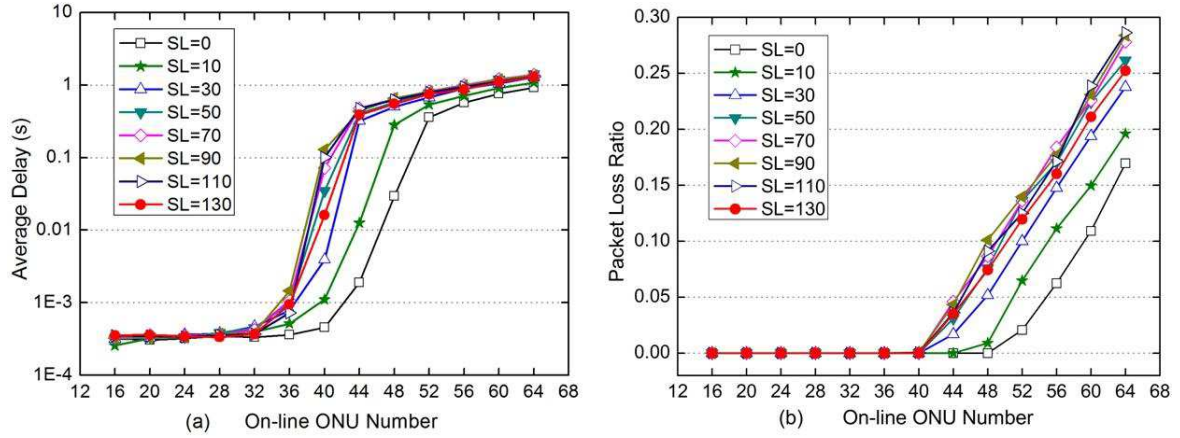 10
1
0.1
0.01
1E-3
1E-4
Average Delay (s)
SL=0
SL=10
SL=30
SL=50
SL=70
SL=90
SL=110
SL=130
12 16 20 24 28 32 36 40 44 48 52 56 60 64 68
(a) On-line ONU Number
0.30
0.25
0.20
0.15
0.10
0.05
0.00
Packet Loss Ratio
SL=0
SL=10
SL=30
SL=50
SL=70
SL=90
SL=110
SL=130
12 16 20 24 28 32 36 40 44 48 52 56 60 64 68
(b) On-line ONU Number